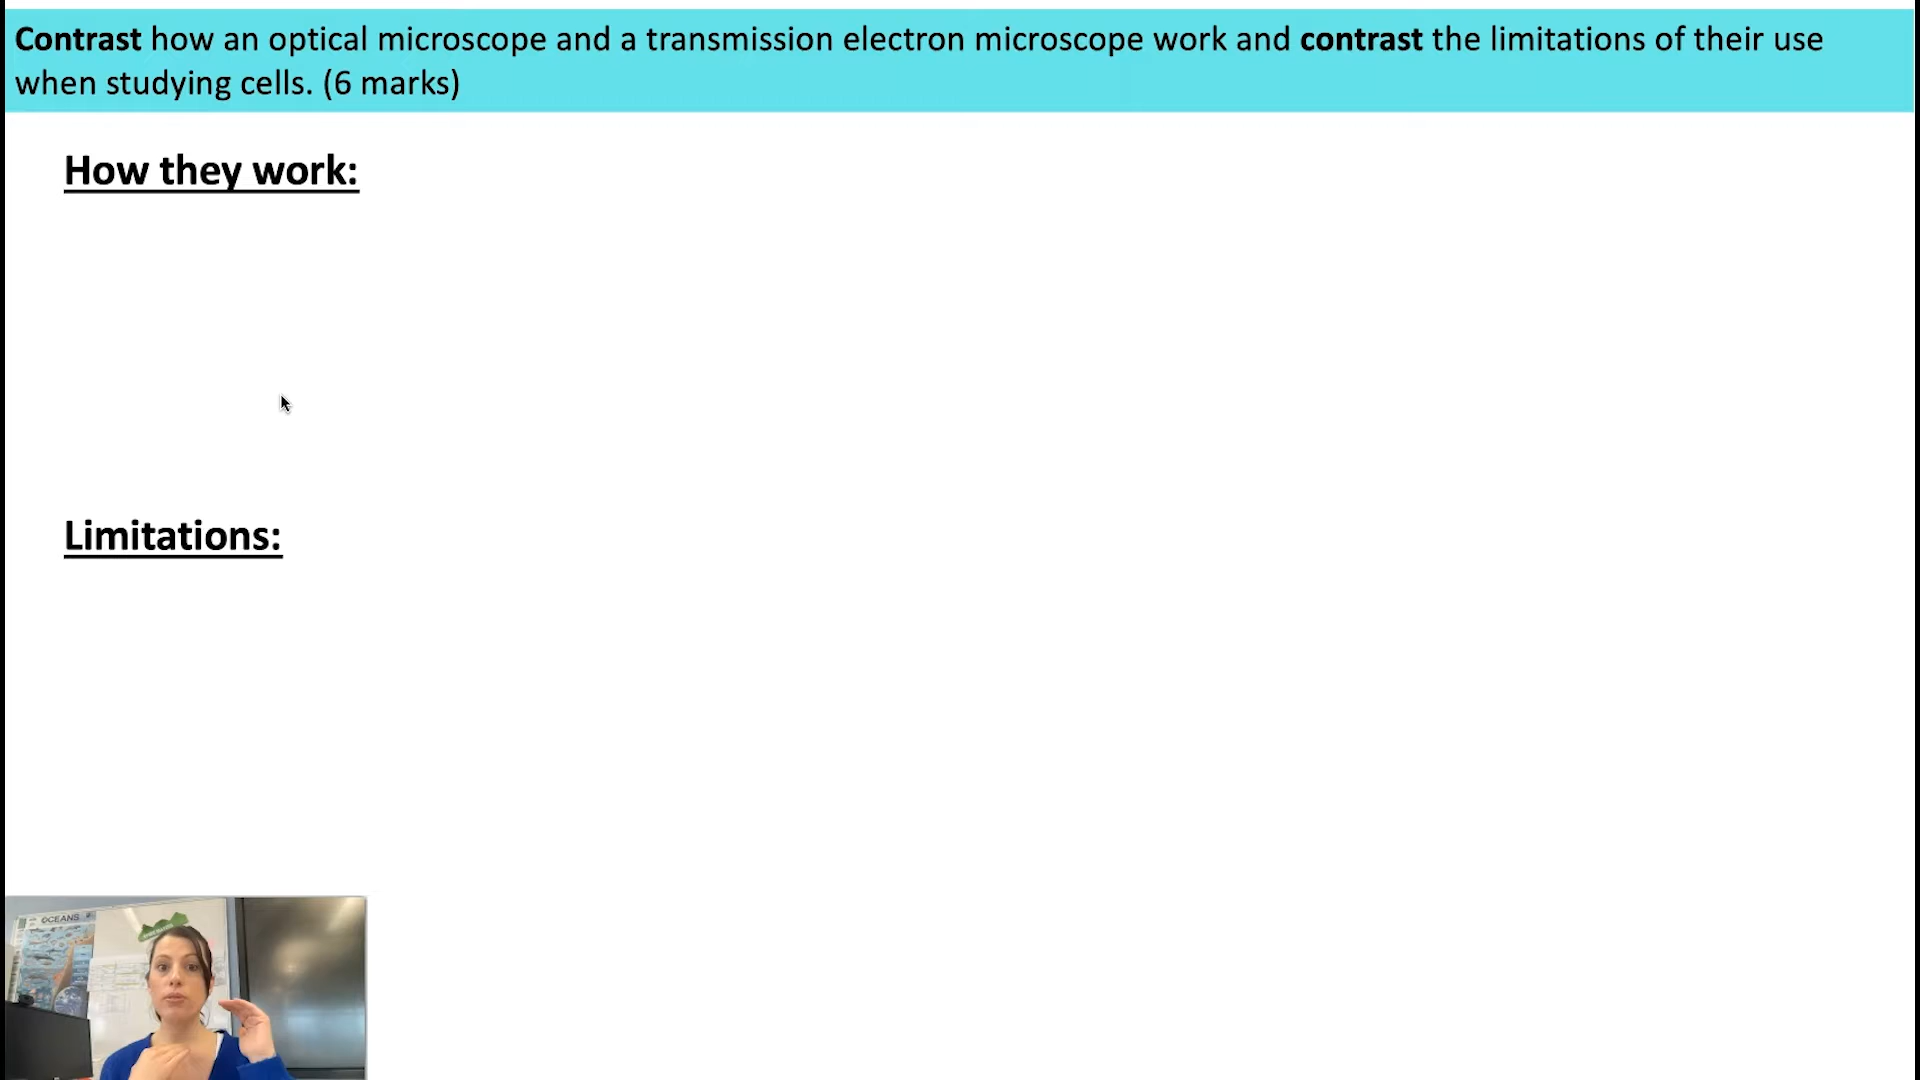 Contrast how an optical microscope and a transmission electron microscope work and contrast the limitations of their use
when studying cells. (6 marks)
How they work:
Limitations:
OCEANS